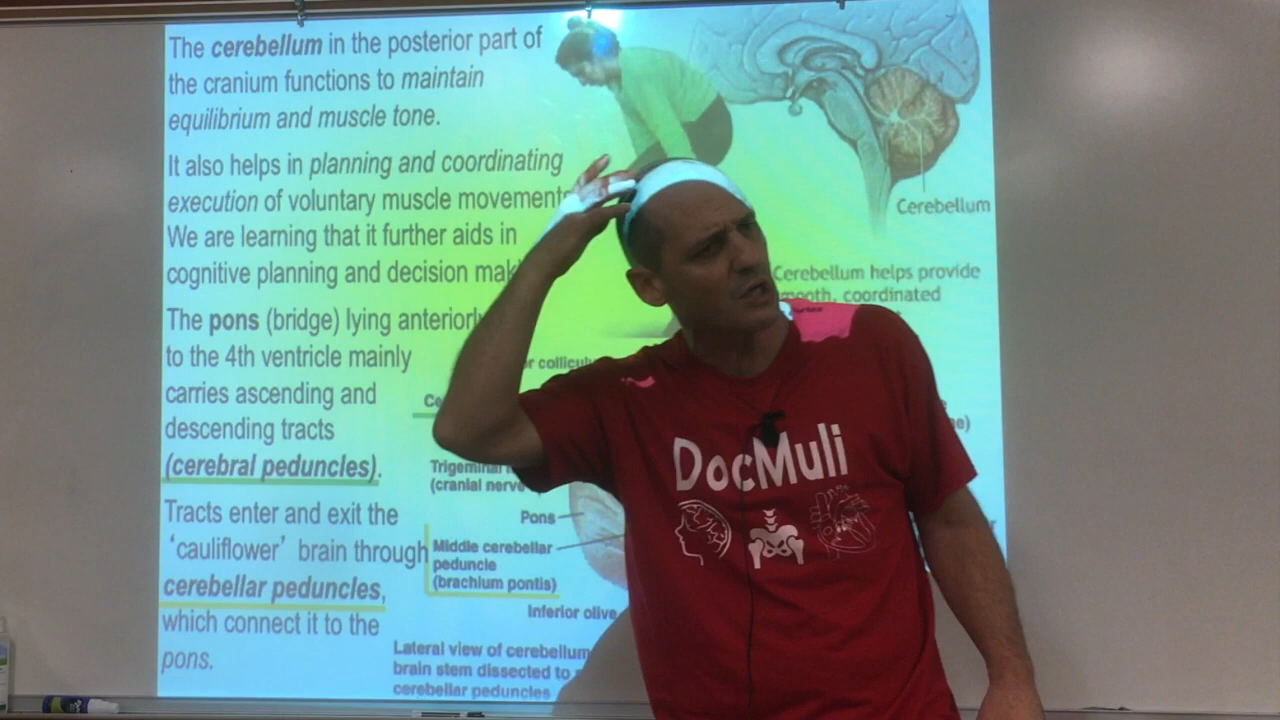 The cerebellum in the posterior part of
the cranium functions to maintain
equilibrium and muscle tone.
It also helps in planning and coordinating
execution of voluntary muscle movements
We are learning that it further aids in
cognitive planning and decision mak
The pons (bridge) lying anteriorly
to the 4th ventricle mainly
carries ascending and
descending tracts
(cerebral peduncles).
Tracts enter and exit the
'cauliflower' brain through
cerebellar peduncles,
which connect it to the
pons.
Cerebellum
Cerebellum helps provide
smooth, coordinated
Trigeminal
(cranial nerve
Pons
Middle cerebellar
peduncle
(brachium pontis)
Inferior olive
Lateral view of cerebellum
brain stem dissected to
cerebellar peduncles
DocMuli